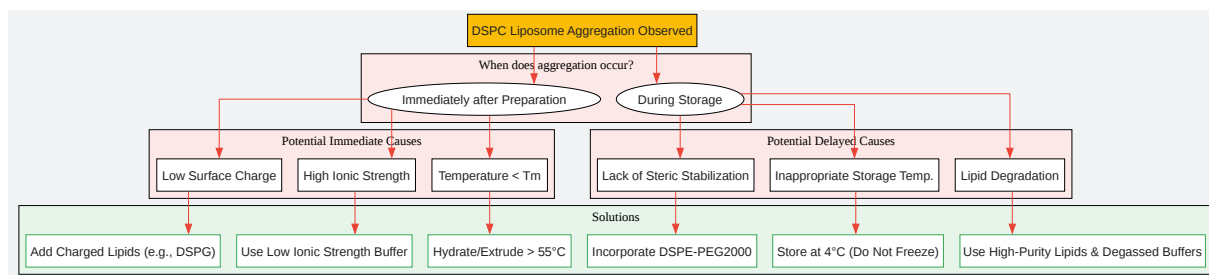 DSPC Liposome Aggregation Observed
When does aggregation occur?
Immediately after Preparation
During Storage
Potential Immediate Causes
Potential Delayed Causes
Low Surface Charge
High Ionic Strength
Temperature < Tm
Lack of Steric Stabilization
Inappropriate Storage Temp.
Lipid Degradation
Solutions
Add Charged Lipids (e.g., DSPG)
Use Low Ionic Strength Buffer
Hydrate/Extrude > 55°C
Incorporate DSPE-PEG2000
Store at 4°C (Do Not Freeze)
Use High-Purity Lipids & Degassed Buffers